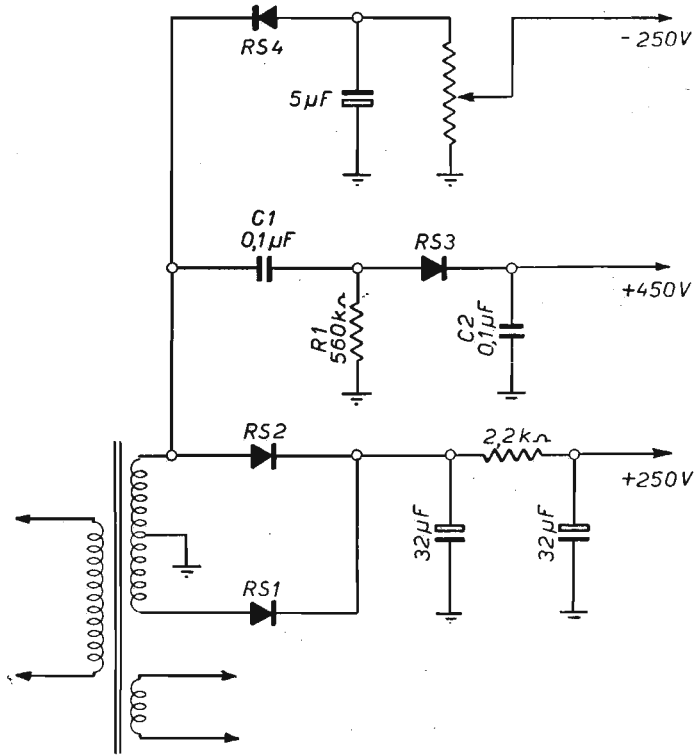 RS4
- 250V
5µF
C1
0,1µF
RS3
+450V
R1
560kΩ
C2
0,1µF
RS2
2,2kΩ
+250V
32µF
32µF
RS1